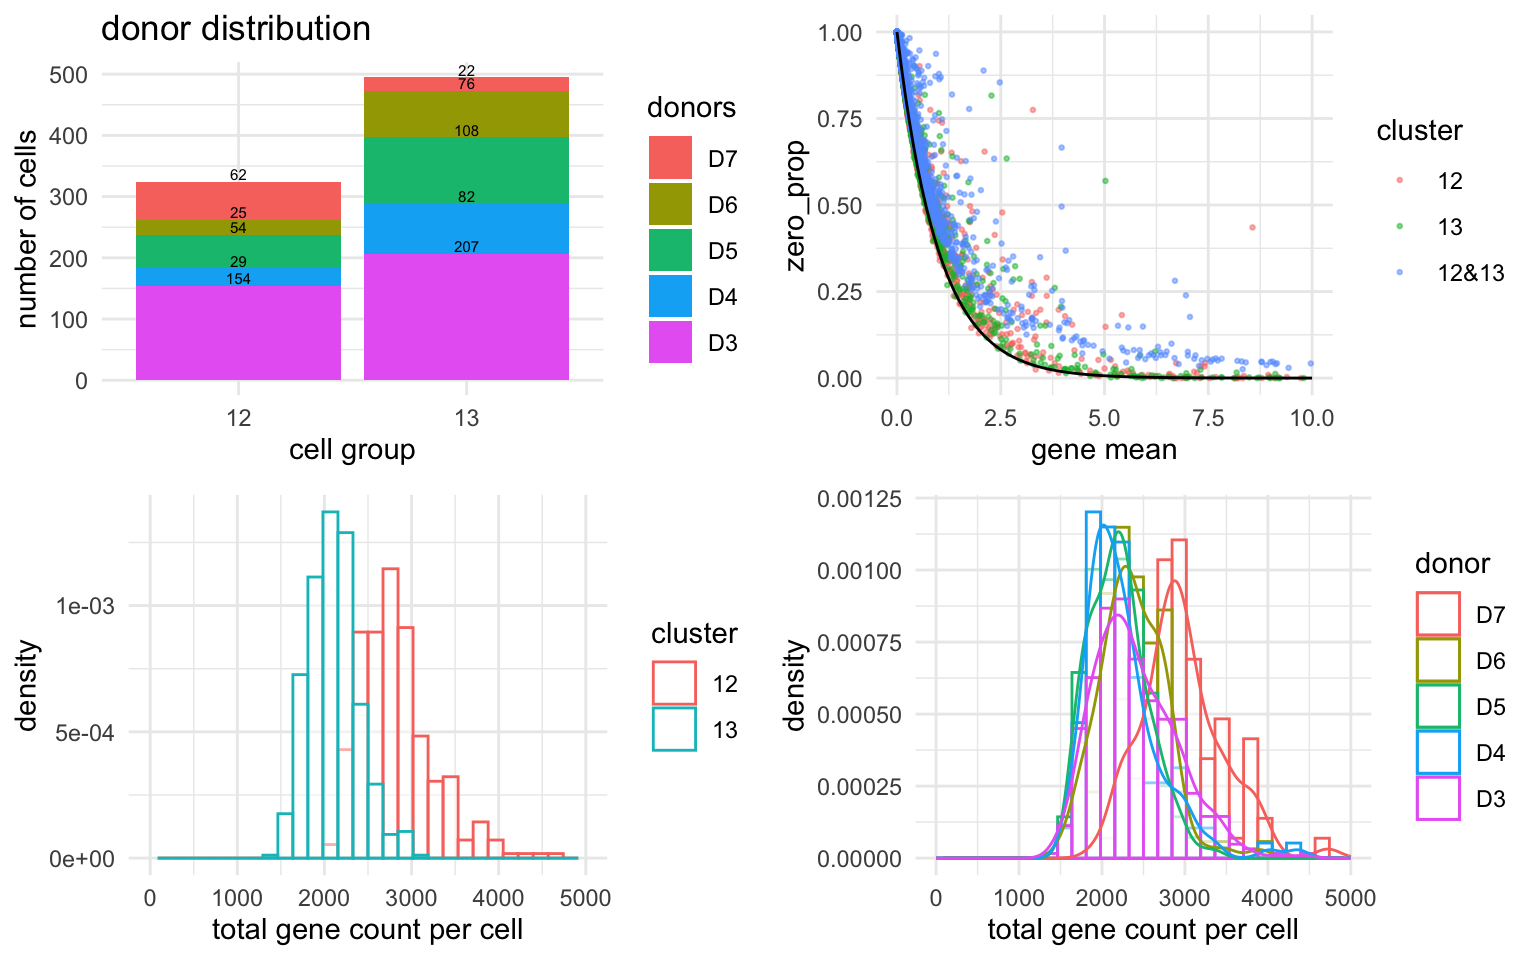 donor distribution
number of cells
500
400
300
200
100
0
62
25
54
29
154
22
76
108
82
207
12
13
cell group
donors
D7
D6
D5
D4
D3
zero_prop
1.00
0.75
0.50
0.25
0.00
0.0
2.5
5.0
7.5
10.0
gene mean
cluster
12
13
12&13
density
1e-03
5e-04
0e+00
0
1000
2000
3000
4000
5000
total gene count per cell
cluster
12
13
density
0.00125
0.00100
0.00075
0.00050
0.00025
0.00000
0
1000
2000
3000
4000
5000
total gene count per cell
donor
D7
D6
D5
D4
D3